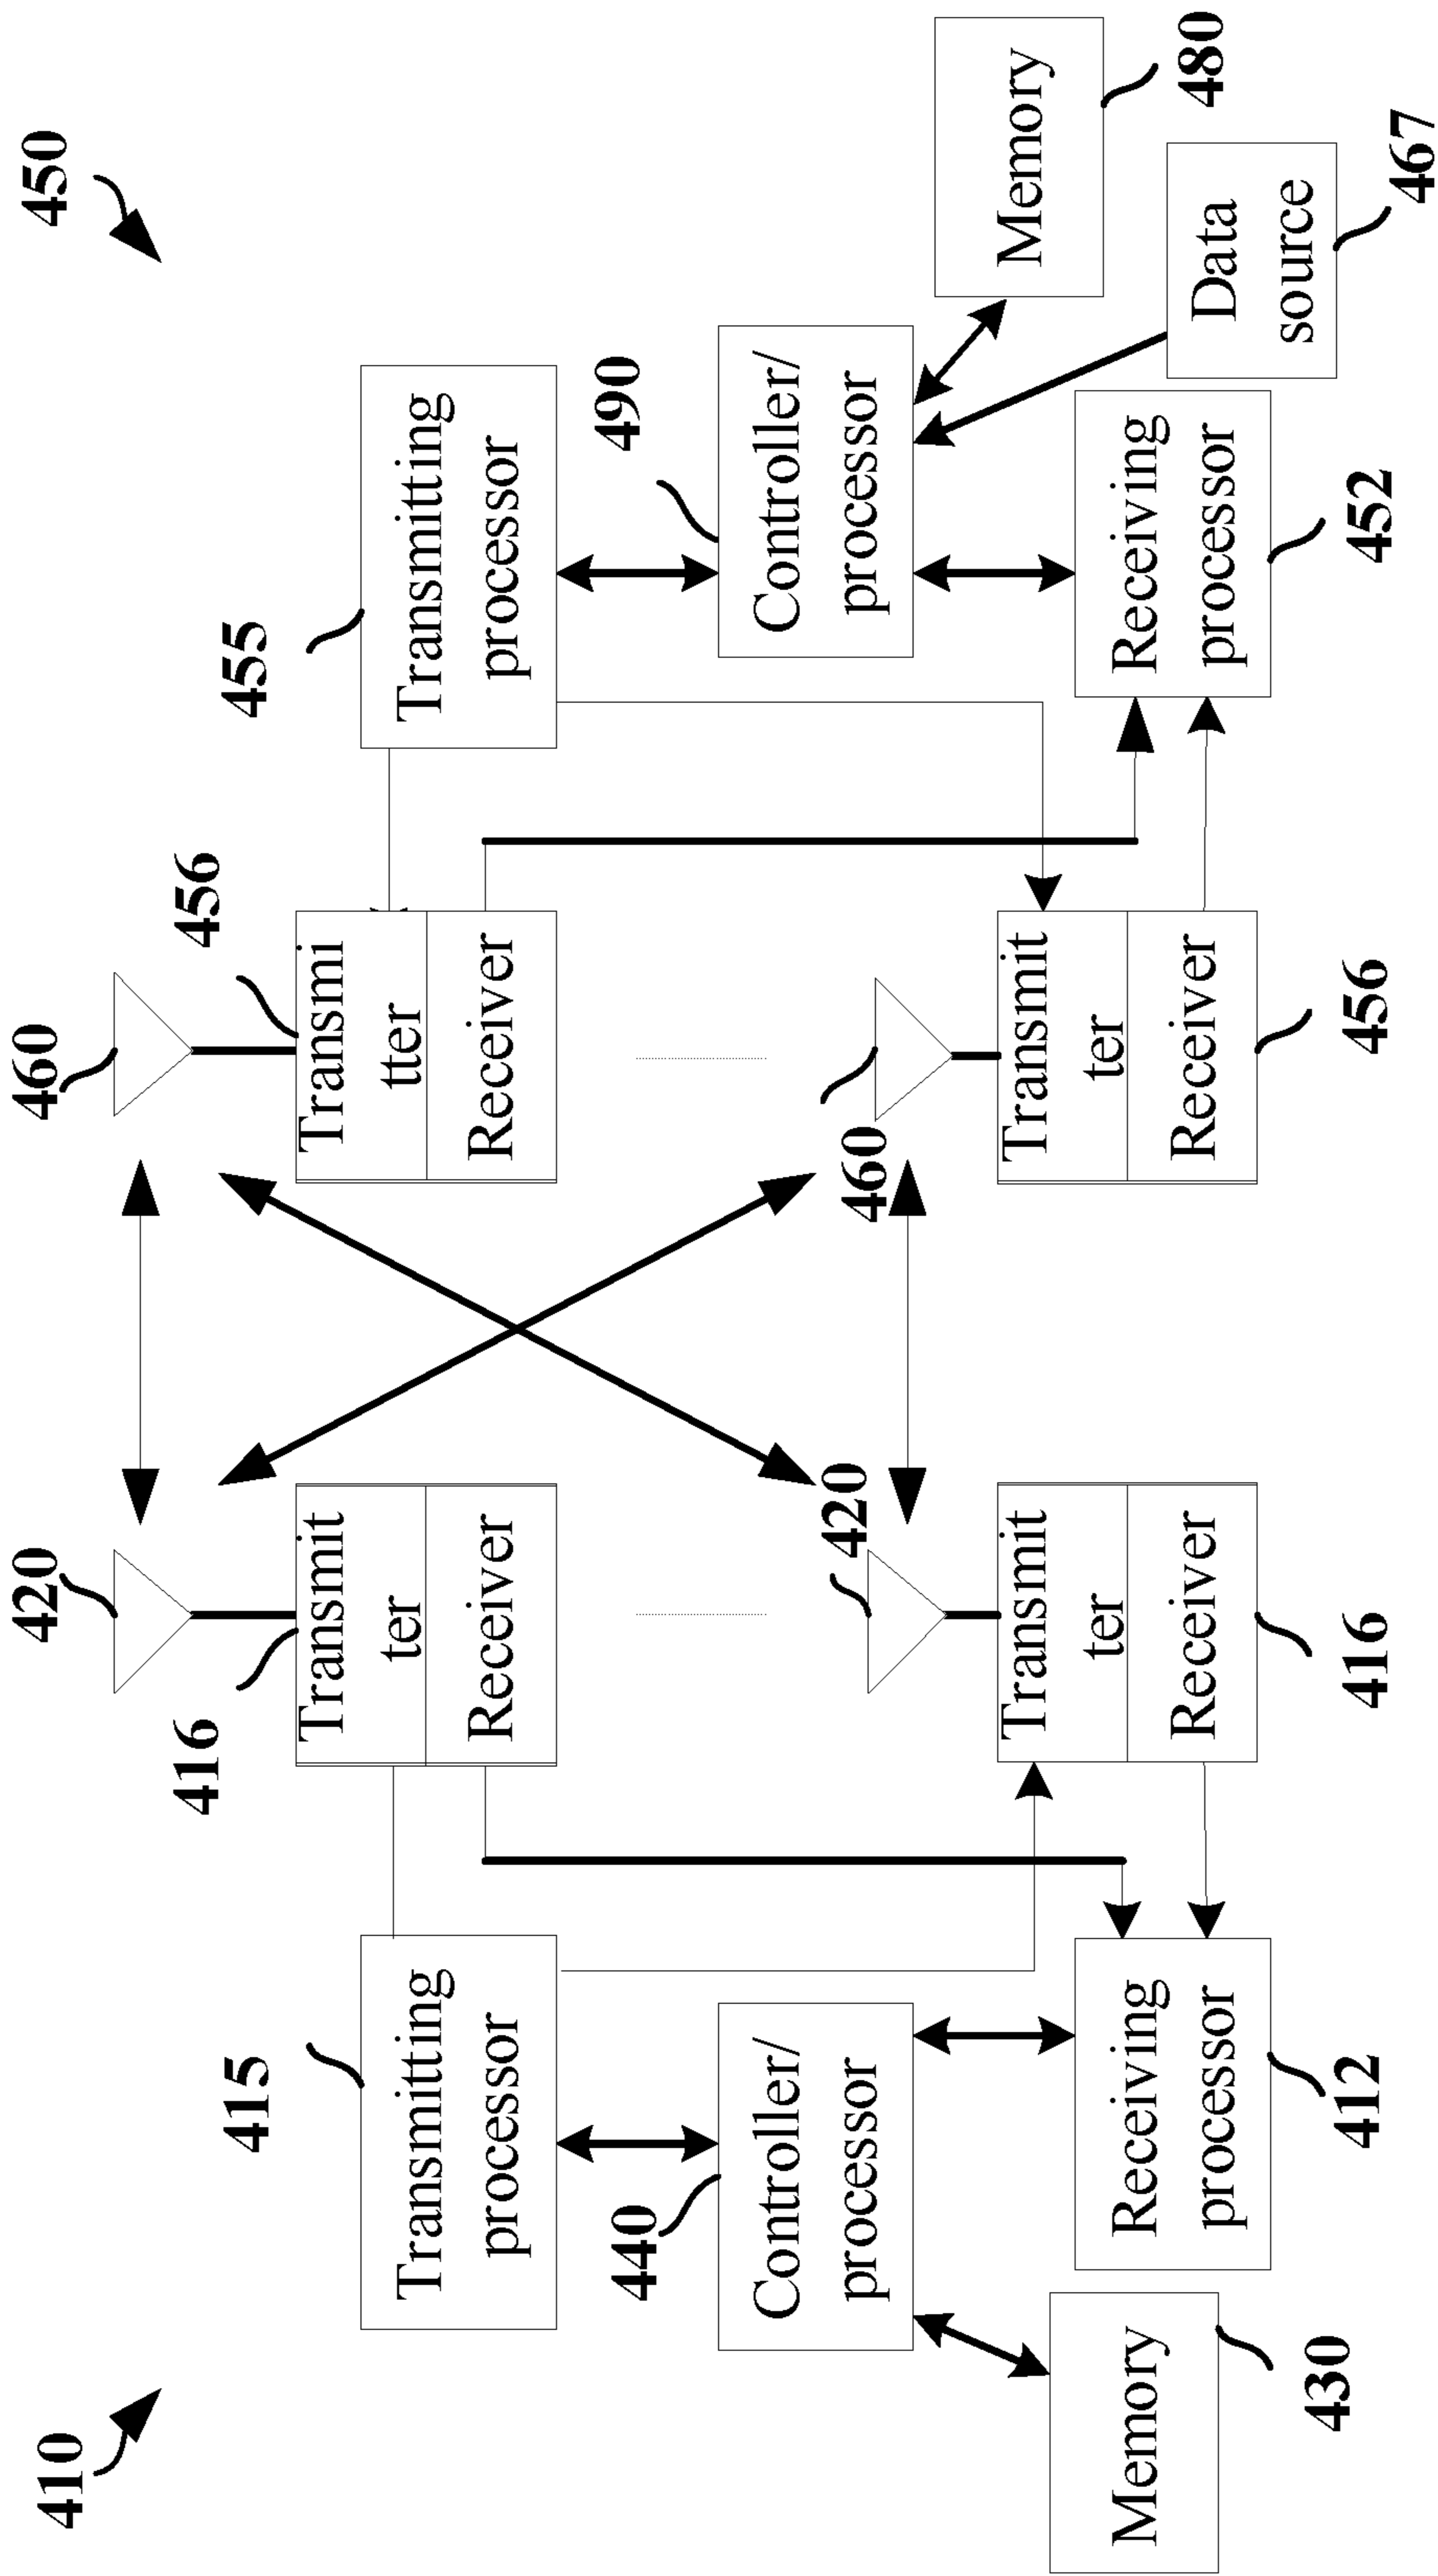 410
450
420
460
416
Transmit
ter
Receiver
456
Transmi
tter
Receiver
415
Transmitting
processor
455
Transmitting
processor
440
Controller/
processor
490
Controller/
processor
Memory
430
Receiving
processor
412
420
Transmit
ter
Receiver
416
460
Transmit
ter
Receiver
456
Receiving
processor
452
Memory
480
Data
source
467